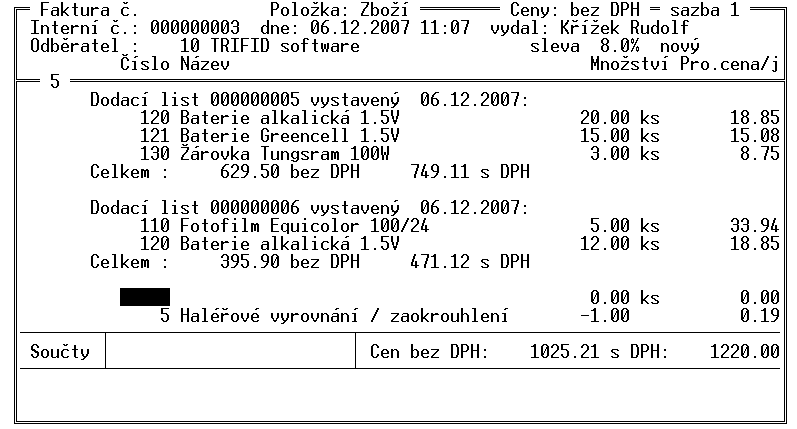 Faktura č. Položka: Zboží Ceny: bez DPH = sazba 1
Interní č.: 000000003 dne: 06.12.2007 11:07 vydal: Křížek Rudolf
Odběratel : 10 TRIFID software sleva 8.0% nový
Číslo Název Množství Pro.cena/j
5
Dodací list 000000005 vystavený 06.12.2007:
120 Baterie alkalická 1.5V 20.00 ks 18.85
121 Baterie Greencell 1.5V 15.00 ks 15.08
130 Žárovka Tungsram 100W 3.00 ks 8.75
Celkem : 629.50 bez DPH 749.11 s DPH
Dodací list 000000006 vystavený 06.12.2007:
110 Fotofilm Equicolor 100/24 5.00 ks 33.94
120 Baterie alkalická 1.5V 12.00 ks 18.85
Celkem : 395.90 bez DPH 471.12 s DPH
0.00 ks 0.00
5 Haléřové vyrovnání / zaokrouhlení -1.00 0.19
Součty Cen bez DPH: 1025.21 s DPH: 1220.00